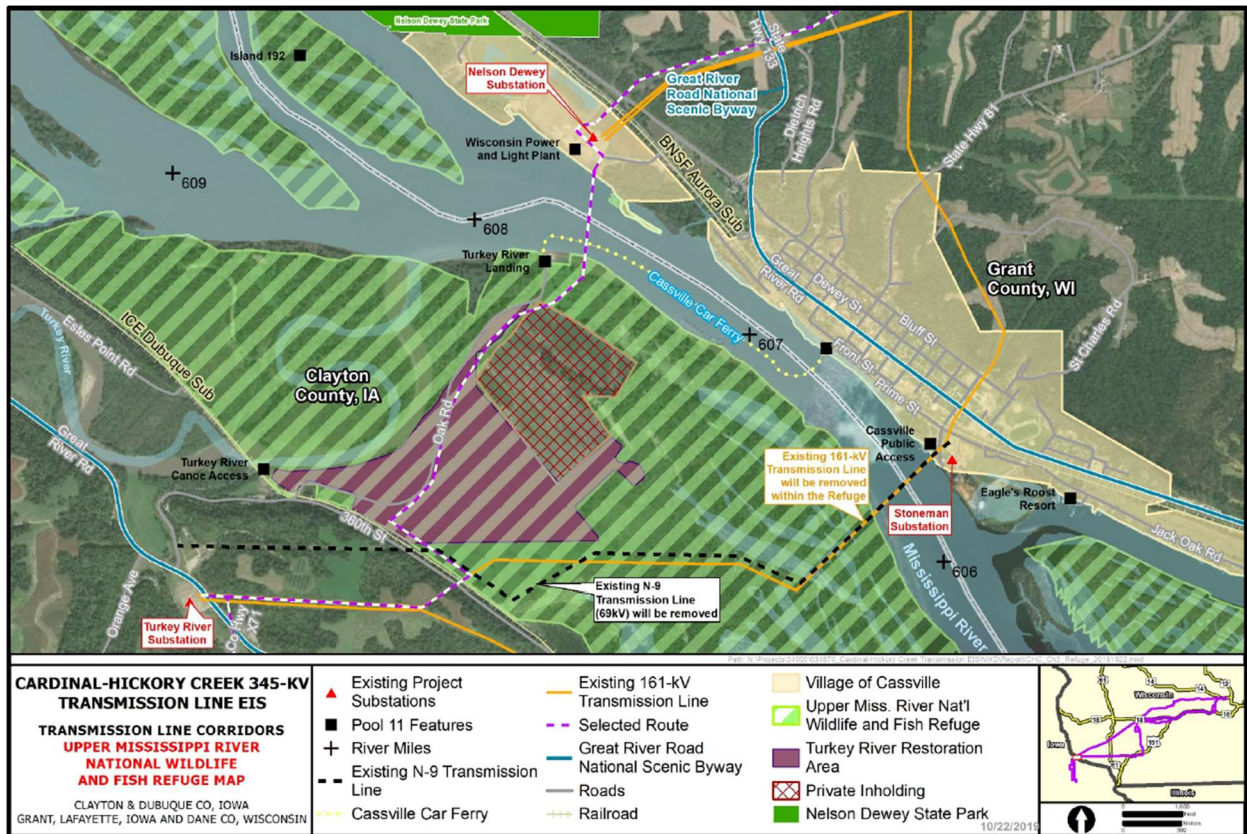 Nelson Dewey State Park
Island 192
Nelson Dewey
Substation
State
Hwy 133
Great River
Road National
Scenic Byway
Dietrich
Heights Rd
State Hwy 81
Wisconsin Power
and Light Plant
BNSF Aurora Sub
609
608
Turkey River
Landing
Great
River Rd
Dewey St
Bluff St
Grant
County, WI
St Charles Rd
Cassville Car Ferry
607
Front St
Prime St
Turkey River
Estes Point Rd
ICE Dubuque Sub
Clayton
County, IA
Oak Rd
Great
River Rd
Turkey River
Canoe Access
Cassville
Public
Access
Existing 161-kV
Transmission Line
will be removed
within the Refuge
Stoneman
Substation
Eagle's Roost
Resort
Jack Oak Rd
360th St
Mississippi River
606
Orange Ave
Existing N-9
Transmission Line
(69kV) will be removed
Turkey River
Substation
Co Hwy
X71
CARDINAL-HICKORY CREEK 345-KV
TRANSMISSION LINE EIS
TRANSMISSION LINE CORRIDORS
UPPER MISSISSIPPI RIVER
NATIONAL WILDLIFE
AND FISH REFUGE MAP
CLAYTON & DUBUQUE CO, IOWA
GRANT, LAFAYETTE, IOWA AND DANE CO, WISCONSIN
Existing Project
Substations
Pool 11 Features
River Miles
Existing N-9 Transmission
Line
Cassville Car Ferry
Existing 161-kV
Transmission Line
Selected Route
Great River Road
National Scenic Byway
Roads
Railroad
Village of Cassville
Upper Miss. River Nat'l
Wildlife and Fish Refuge
Turkey River Restoration
Area
Private Inholding
Nelson Dewey State Park
10/22/2019
Wisconsin
Iowa
Illinois
Feet
Meters